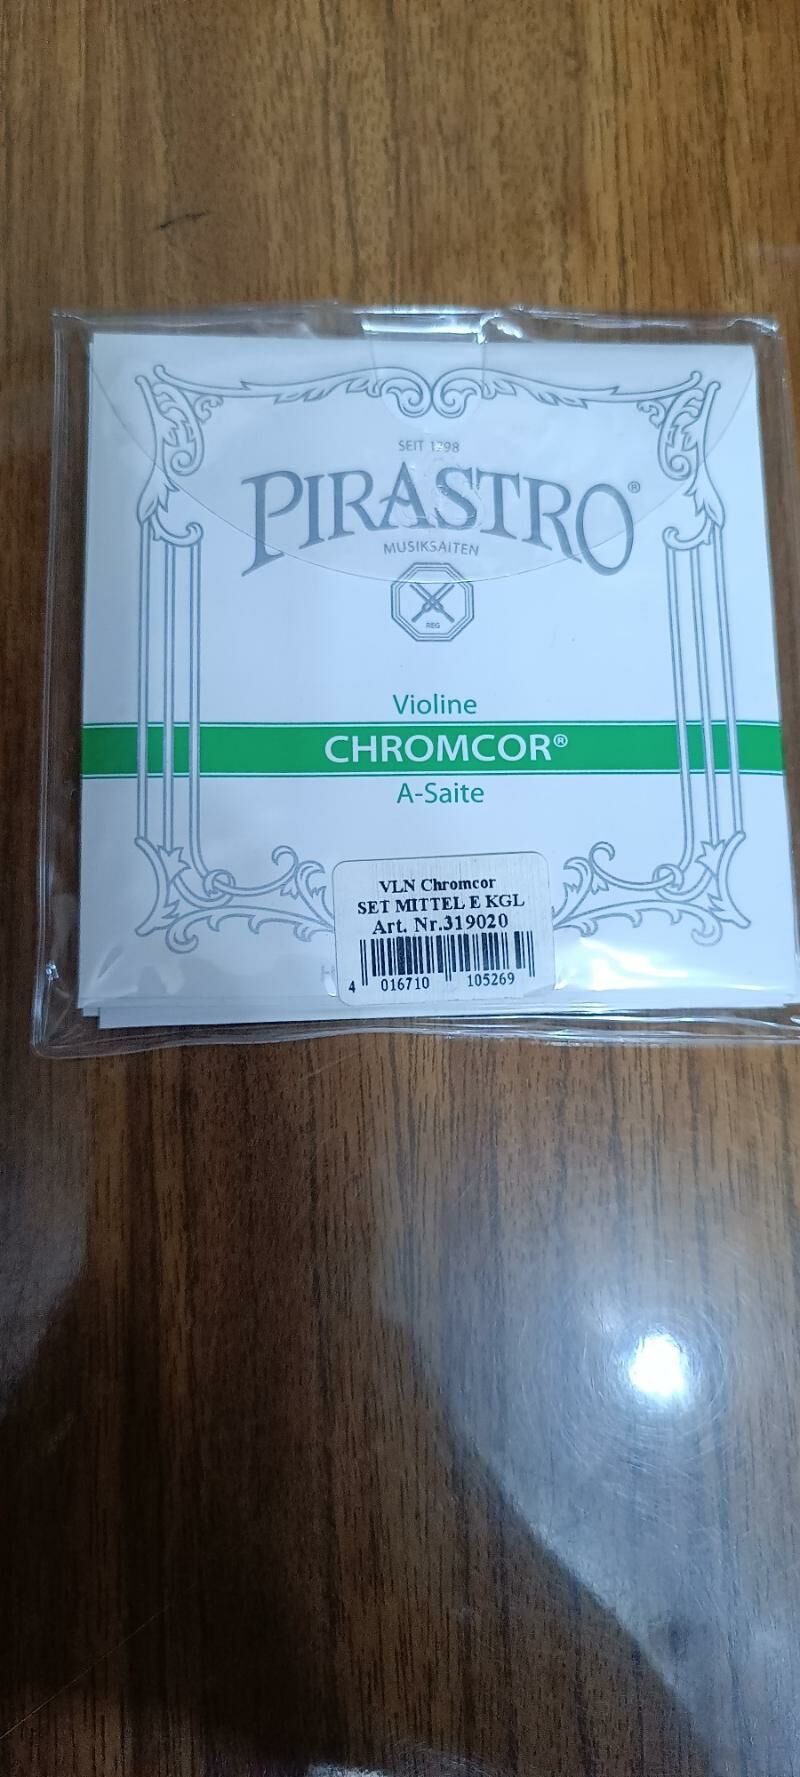 SEIT 1798
PIRASTRO®
MUSIKSAITEN
REG
Violine
CHROMCOR®
A-Saite
VLN Chromcor
SET MITTEL E KGL
Art. Nr.319020
4 016710 105269